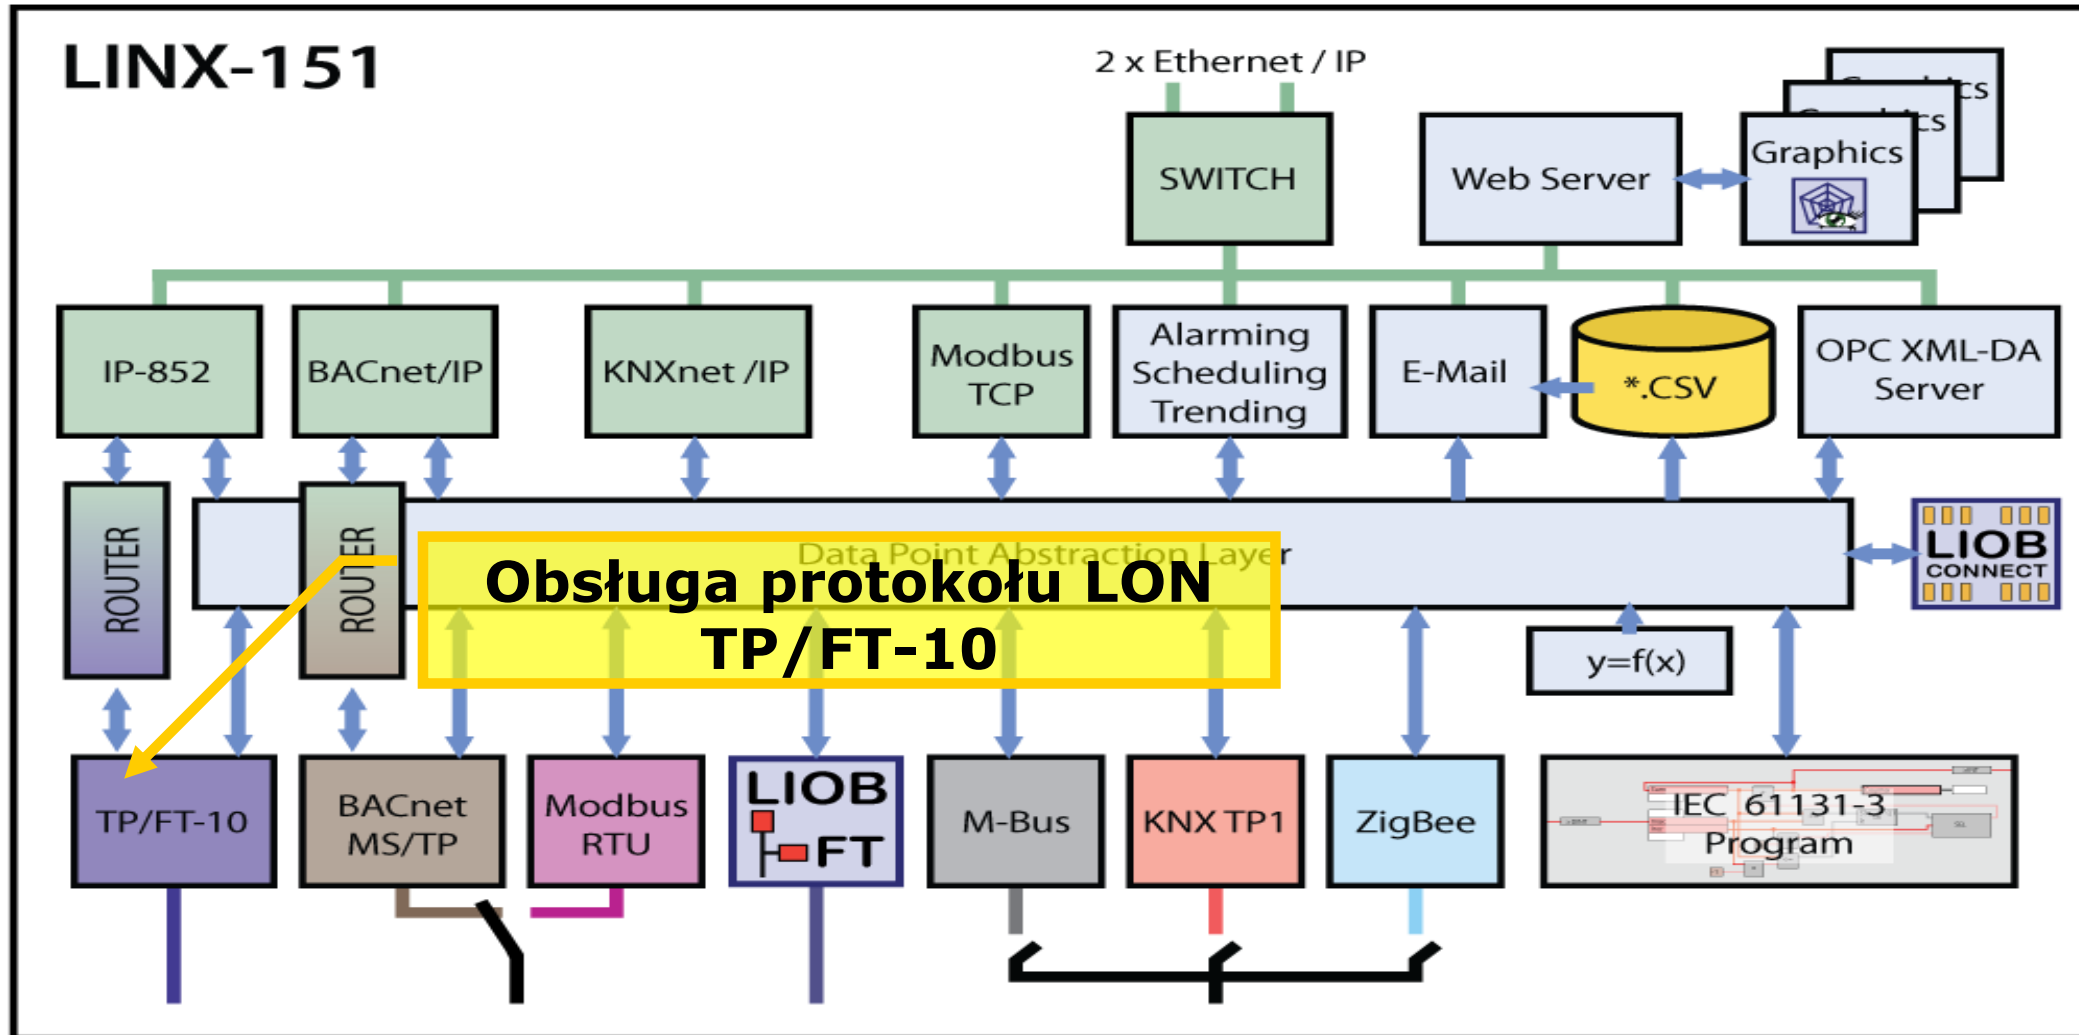 LINX-151
2 x Ethernet / IP
SWITCH
Web Server
Graphics
cs
cs
IP-852
BACnet/IP
KNXnet /IP
Modbus
TCP
Alarming
Scheduling
Trending
E-Mail
*.CSV
OPC XML-DA
Server
ROUTER
ROUTER
Data Point Abstraction Layer
Obsługa protokołu LON
TP/FT-10
LIOB
CONNECT
y=f(x)
TP/FT-10
BACnet
MS/TP
Modbus
RTU
LIOB
FT
M-Bus
KNX TP1
ZigBee
IEC 61131-3
Program